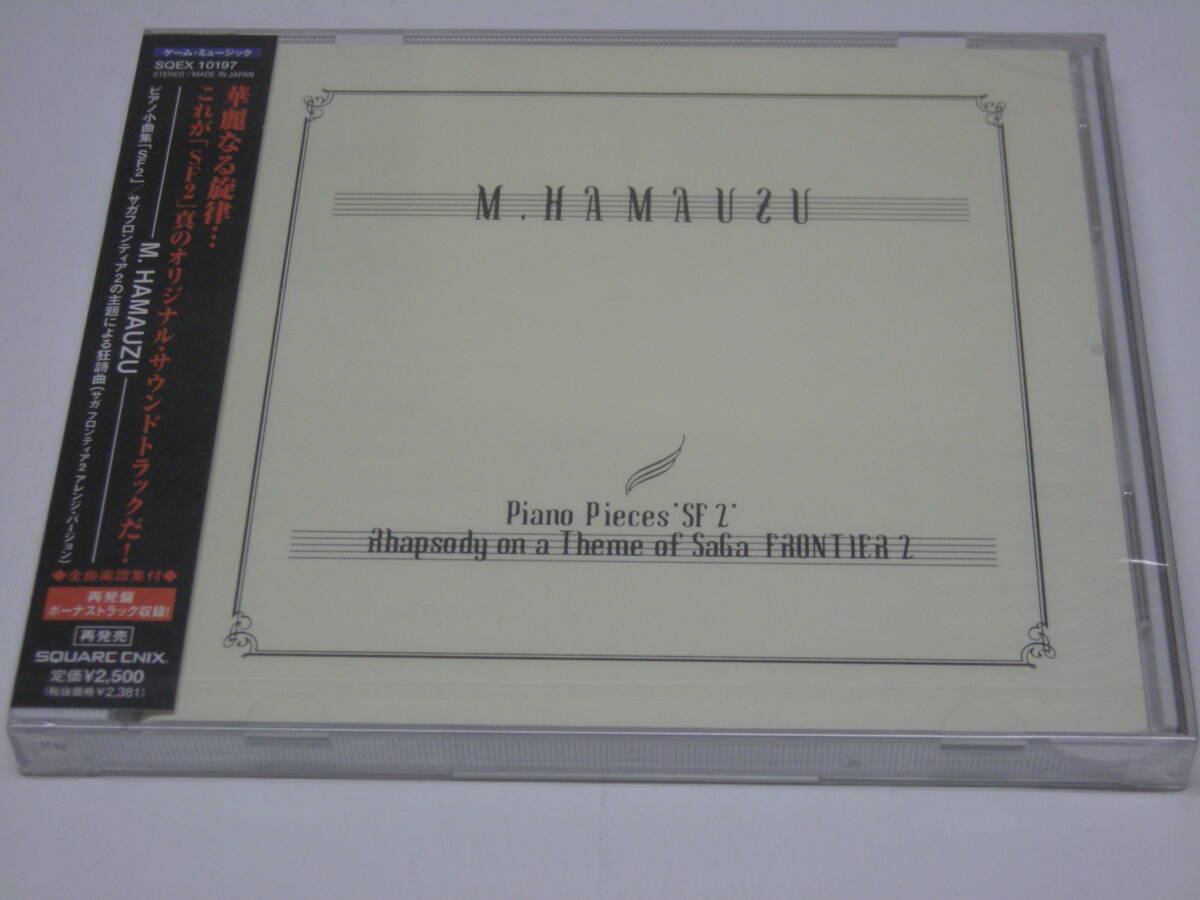 ゲーム・ミュージック
SQEX 10197
STEREO / MADE IN JAPAN
華麗なる旋律…
これが「SF2」真のオリジナル・サウンドトラックだ!
M. HAMAUZU
ピアノ小曲集「SF2」/サガフロンティア2の主題による狂詩曲(サガ フロンティア2 アレンジ・バージョン)
◆全曲楽譜集付◆
再発盤
ボーナストラック収録!
再発売
SQUARE ENIX.
定価¥2,500
(税抜価格¥2,381)
M. HAMAUZU
Piano Pieces "SF 2"
Rhapsody on a Theme of SaGa FRONTIER 2